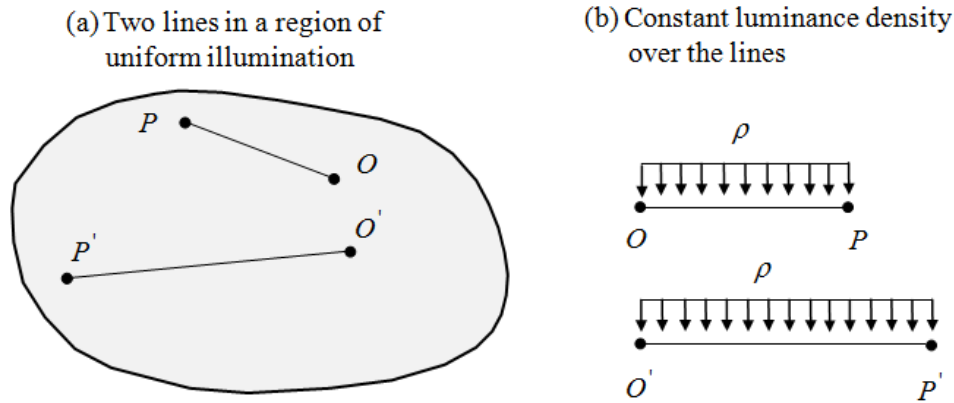 (a) Two lines in a region of
uniform illumination
P
O
O'
P'
(b) Constant luminance density
over the lines
ρ
O P
ρ
O' P'